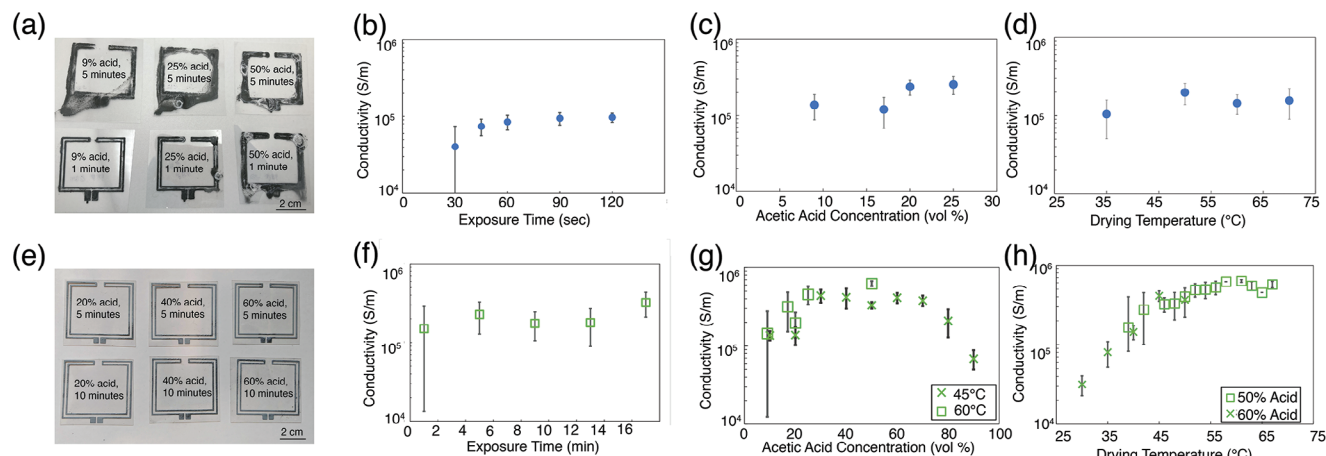 (a)
9% acid,
5 minutes
25% acid,
5 minutes
50% acid,
5 minutes
9% acid,
1 minute
25% acid,
1 minute
50% acid,
1 minute
2 cm
(b)
Conductivity (S/m)
10⁶
10⁵
10⁴
0 30 60 90 120
Exposure Time (sec)
(c)
Conductivity (S/m)
10⁶
10⁵
10⁴
0 5 10 15 20 25 30
Acetic Acid Concentration (vol %)
(d)
Conductivity (S/m)
10⁶
10⁵
10⁴
25 35 45 55 65 75
Drying Temperature (°C)
(e)
20% acid,
5 minutes
40% acid,
5 minutes
60% acid,
5 minutes
20% acid,
10 minutes
40% acid,
10 minutes
60% acid,
10 minutes
2 cm
(f)
Conductivity (S/m)
10⁶
10⁵
10⁴
0 2 4 6 8 10 12 14 16
Exposure Time (min)
(g)
Conductivity (S/m)
10⁶
10⁵
10⁴
45°C
60°C
0 20 40 60 80 100
Acetic Acid Concentration (vol %)
(h)
Conductivity (S/m)
10⁶
10⁵
10⁴
50% Acid
60% Acid
25 35 45 55 65 75
Drying Temperature (°C)